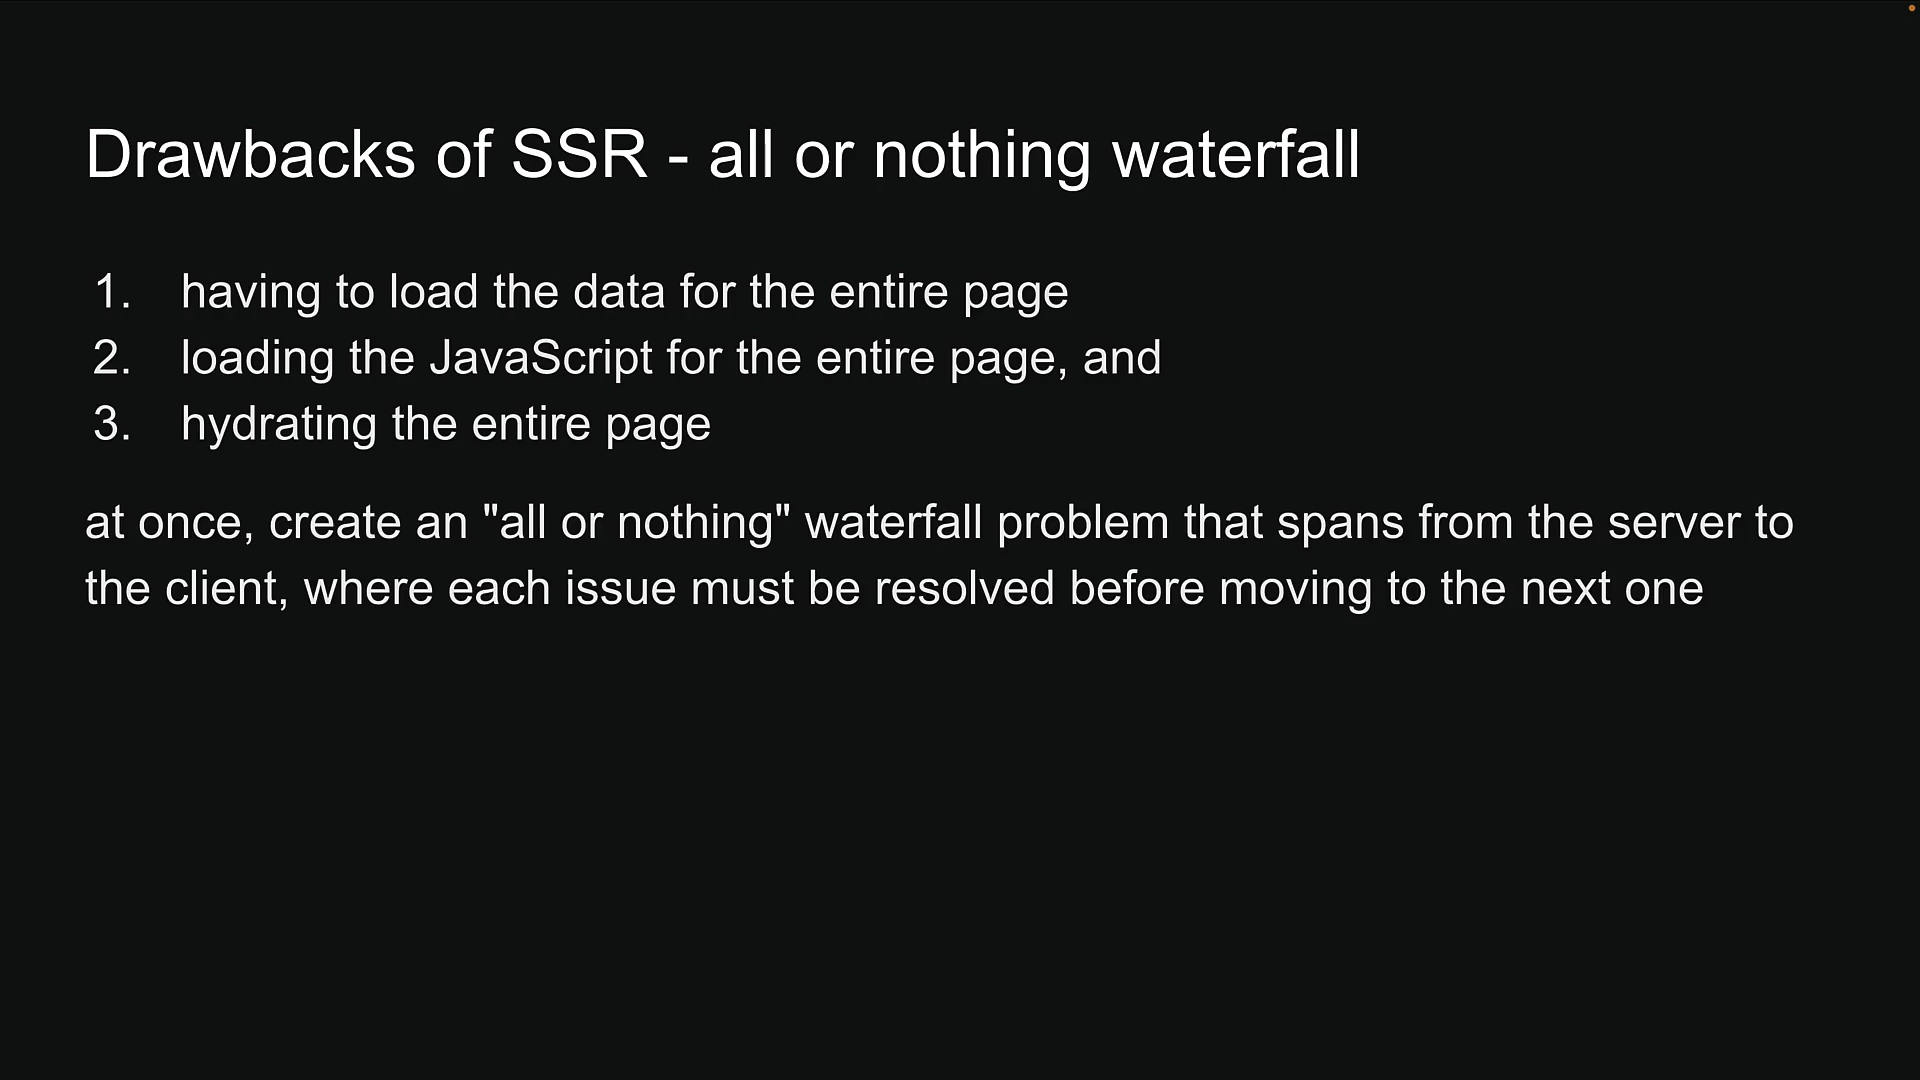 Drawbacks of SSR - all or nothing waterfall
1. having to load the data for the entire page
2. loading the JavaScript for the entire page, and
3. hydrating the entire page
at once, create an "all or nothing" waterfall problem that spans from the server to
the client, where each issue must be resolved before moving to the next one